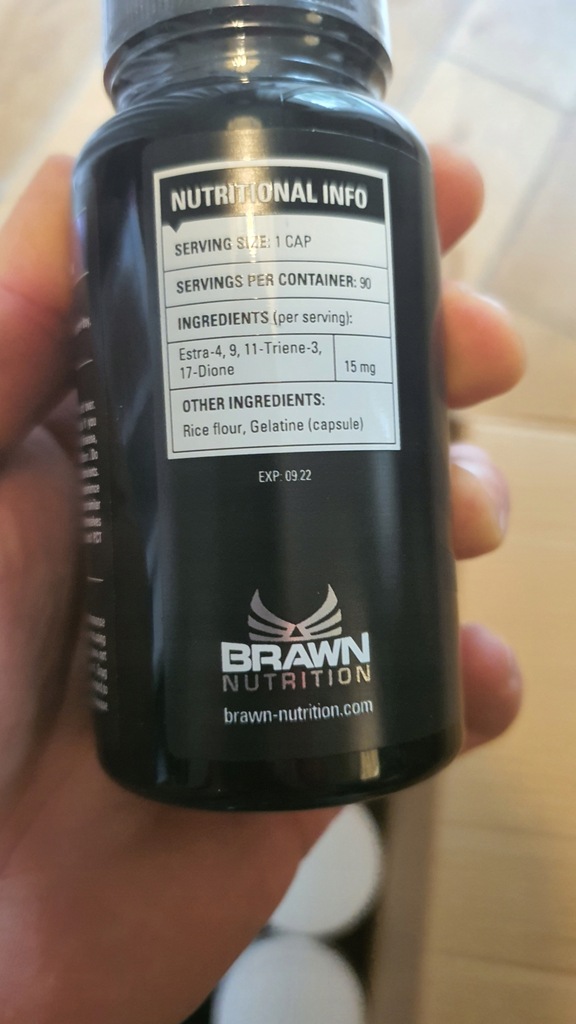 NUTRITIONAL INFO
SERVING SIZE: 1 CAP
SERVINGS PER CONTAINER: 90
INGREDIENTS (per serving):
Estra-4, 9, 11-Triene-3,
17-Dione
15 mg
OTHER INGREDIENTS:
Rice flour, Gelatine (capsule)
EXP: 09.22
BRAWN
NUTRITION
brawn-nutrition.com